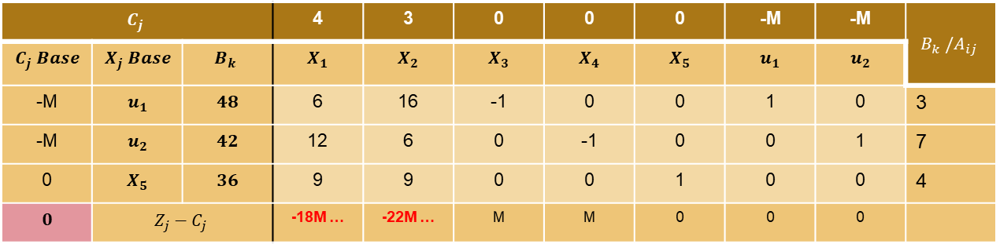 C_j 4 3 0 0 0 -M -M B_k /A_ij
C_j Base X_j Base B_k X_1 X_2 X_3 X_4 X_5 u_1 u_2
-M u_1 48 6 16 -1 0 0 1 0 3
-M u_2 42 12 6 0 -1 0 0 1 7
0 X_5 36 9 9 0 0 1 0 0 4
0 Z_j − C_j -18M … -22M … M M 0 0 0